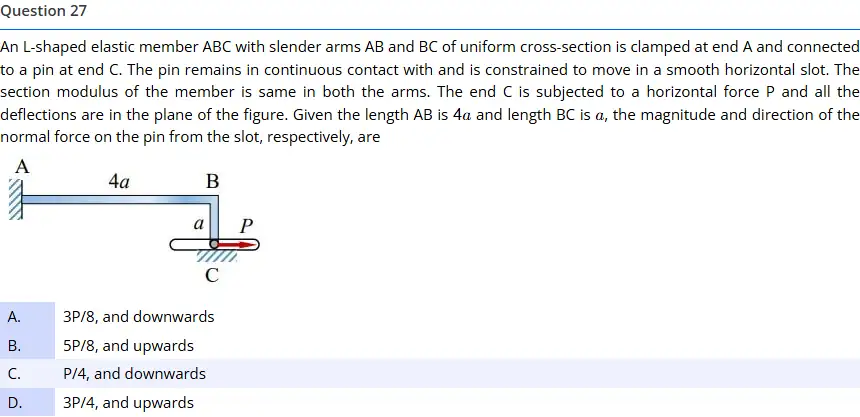 Question 27
An L-shaped elastic member ABC with slender arms AB and BC of uniform cross-section is clamped at end A and connected
to a pin at end C. The pin remains in continuous contact with and is constrained to move in a smooth horizontal slot. The
section modulus of the member is same in both the arms. The end C is subjected to a horizontal force P and all the
deflections are in the plane of the figure. Given the length AB is 4a and length BC is a, the magnitude and direction of the
normal force on the pin from the slot, respectively, are
A
4a
B
a
P
C
A. 3P/8, and downwards
B. 5P/8, and upwards
C. P/4, and downwards
D. 3P/4, and upwards